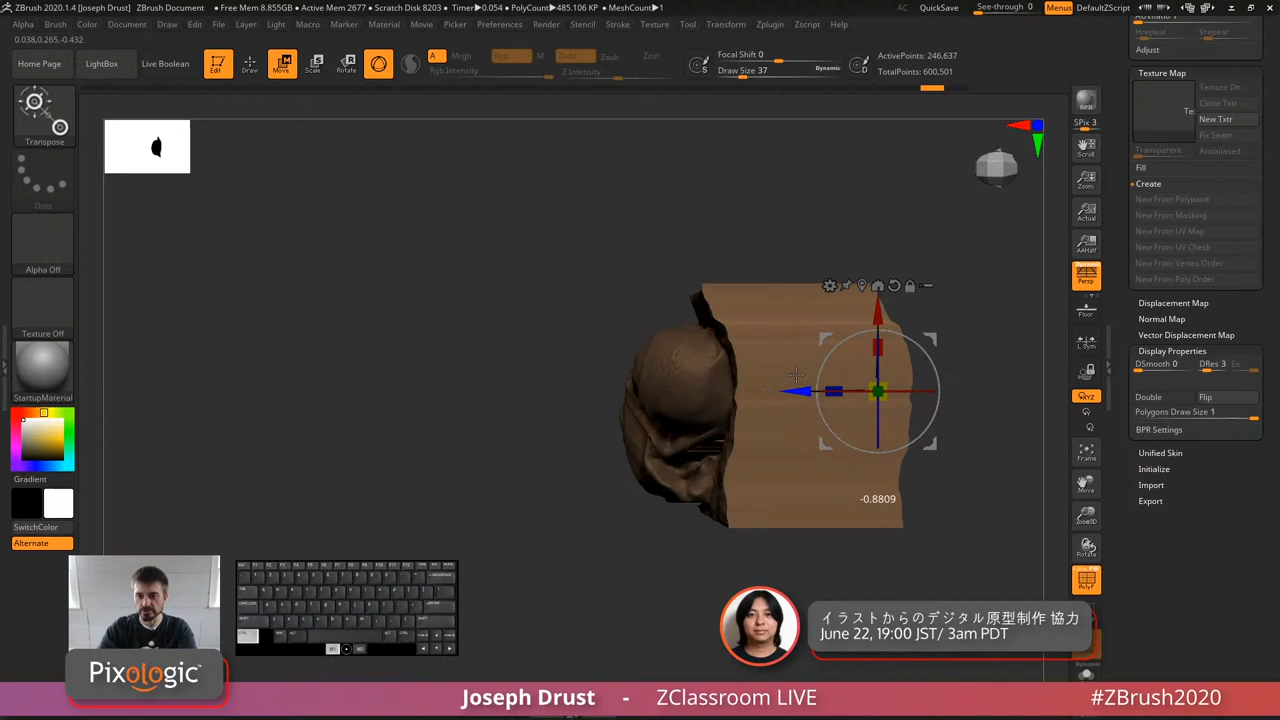 ZBrush 2020.1.4 [Joseph Drust] ZBrush Document • Free Mem 8.855GB • Active Mem 2677 • Scratch Disk 8203 • Timer▶0.054 • PolyCount▶485.106 KP • MeshCount▶1
AC QuickSave See-through 0 Menus DefaultZScript
Alpha Brush Color Document Draw Edit File Layer Light Macro Marker Material Movie Picker Preferences Render Stencil Stroke Texture Tool Transform Zplugin Zscript Help
0.038,0.265,-0.432
Home Page LightBox Live Boolean Edit Draw Move Scale Rotate
A Mrgb Rgb M Zadd Zsub Zcut
Rgb Intensity Z Intensity
Focal Shift 0
Draw Size 37 Dynamic
S
D
ActivePoints: 246,637
TotalPoints: 600,501
Transpose
Dots
Alpha Off
Texture Off
StartupMaterial
Gradient
SwitchColor
Alternate
-0.8809
BPR
SPix 3
Scroll
Zoom
Actual
AAHalf
Dynamic
Persp
Floor
L.Sym
XYZ
Frame
Move
Zoom3D
Rotate
Line Fill
PolyF
Dynamic
Hrepeat Vrepeat
Adjust
Texture Map
Texture On
Clone Txtr
New Txtr
Fix Seam
Transparent Antialiased
Fill
Create
New From Polypaint
New From Masking
New From UV Map
New From UV Check
New From Vertex Order
New From Poly Order
Displacement Map
Normal Map
Vector Displacement Map
Display Properties
DSmooth 0 DRes 3 Es
Double Flip
Polygons Draw Size 1
BPR Settings
Unified Skin
Initialize
Import
Export
Pixologic
イラストからのデジタル原型制作 協力
June 22, 19:00 JST/ 3am PDT
Joseph Drust - ZClassroom LIVE #ZBrush2020